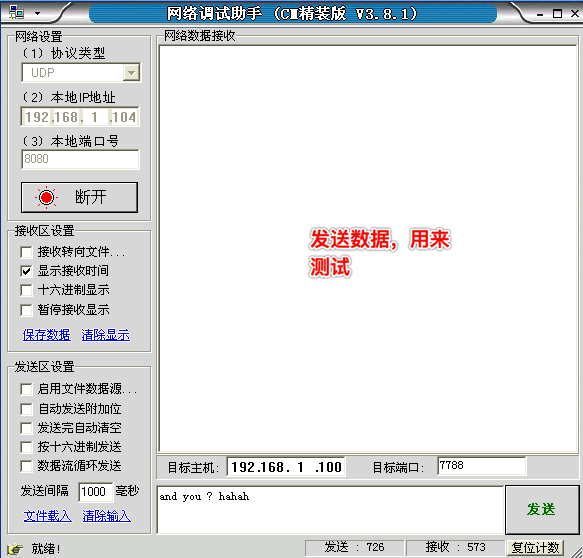 网络调试助手 (CM精装版 V3.8.1)
网络设置
(1) 协议类型
UDP
(2) 本地IP地址
192.168. 1 .104
(3) 本地端口号
8080
断开
接收区设置
接收转向文件...
显示接收时间
十六进制显示
暂停接收显示
保存数据 清除显示
发送区设置
启用文件数据源...
自动发送附加位
发送完自动清空
按十六进制发送
数据流循环发送
发送间隔 1000 毫秒
文件载入 清除输入
网络数据接收
发送数据，用来
测试
目标主机: 192.168. 1 .100 目标端口: 7788
and you ? hahah
发送
就绪! 发送 : 726 接收 : 573 复位计数